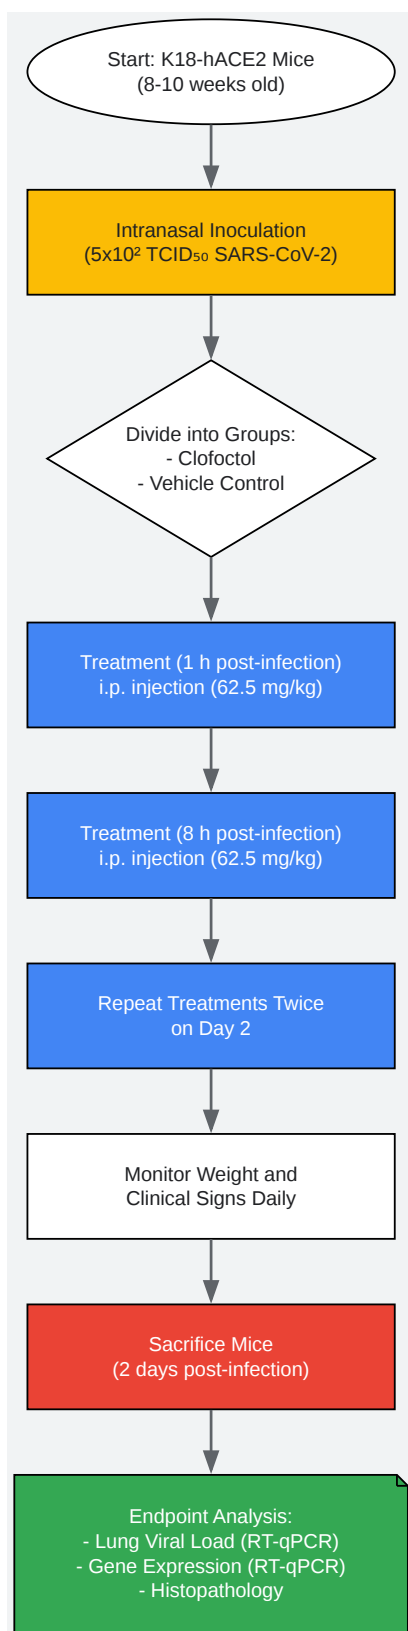 Start: K18-hACE2 Mice
(8-10 weeks old)
Intranasal Inoculation
(5x10² TCID₅₀ SARS-CoV-2)
Divide into Groups:
- Clofoctol
- Vehicle Control
Treatment (1 h post-infection)
i.p. injection (62.5 mg/kg)
Treatment (8 h post-infection)
i.p. injection (62.5 mg/kg)
Repeat Treatments Twice
on Day 2
Monitor Weight and
Clinical Signs Daily
Sacrifice Mice
(2 days post-infection)
Endpoint Analysis:
- Lung Viral Load (RT-qPCR)
- Gene Expression (RT-qPCR)
- Histopathology